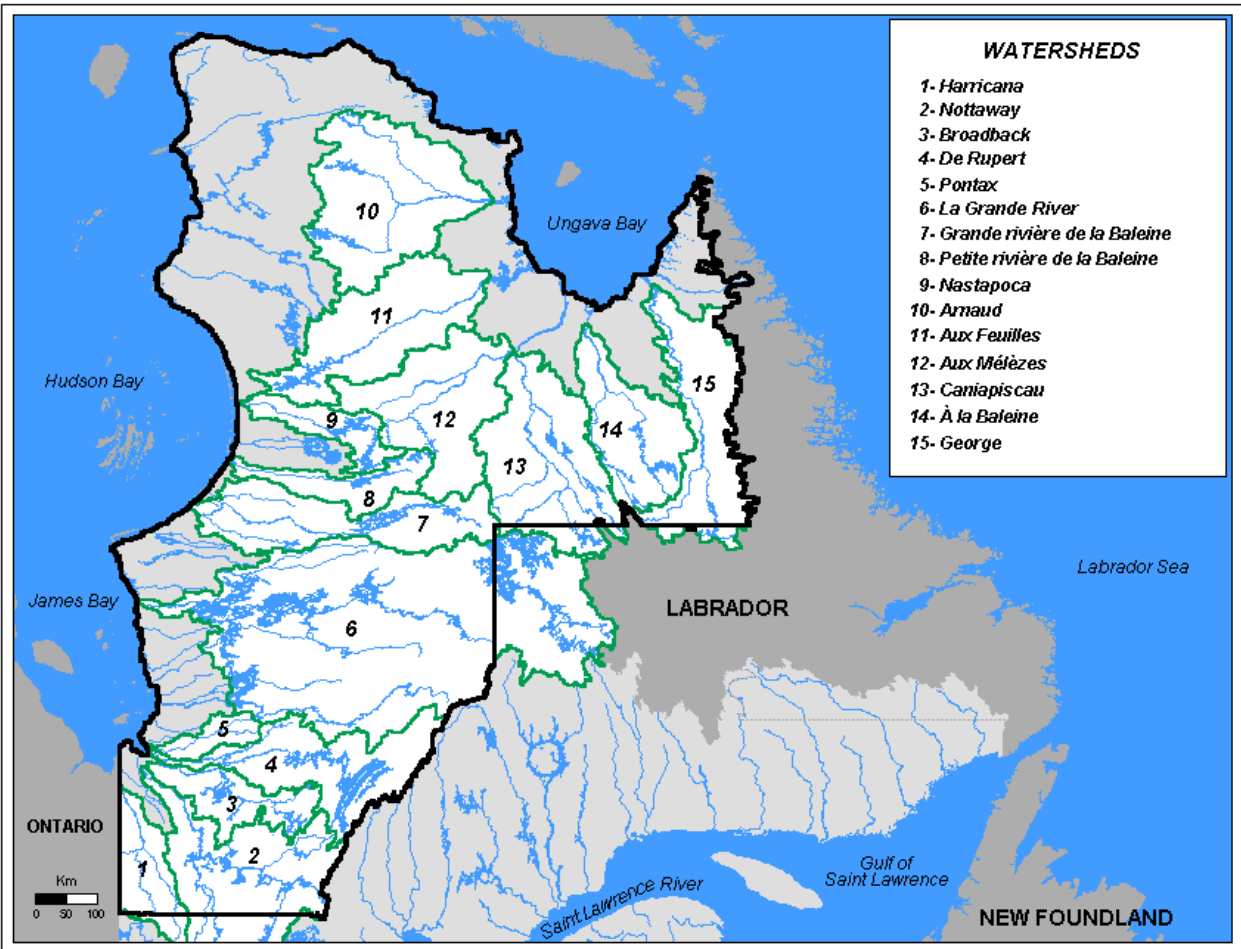 WATERSHEDS
1- Harricana
2- Nottaway
3- Broadback
4- De Rupert
5- Pontax
6- La Grande River
7- Grande rivière de la Baleine
8- Petite rivière de la Baleine
9- Nastapoca
10- Arnaud
11- Aux Feuilles
12- Aux Mélèzes
13- Caniapiscau
14- À la Baleine
15- George
10
Ungava Bay
11
Hudson Bay
15
9
12
14
13
8
7
Labrador Sea
James Bay
LABRADOR
6
5
4
3
ONTARIO
2
1
Gulf of
Saint Lawrence
Km
0 50 100
Saint Lawrence River
NEW FOUNDLAND